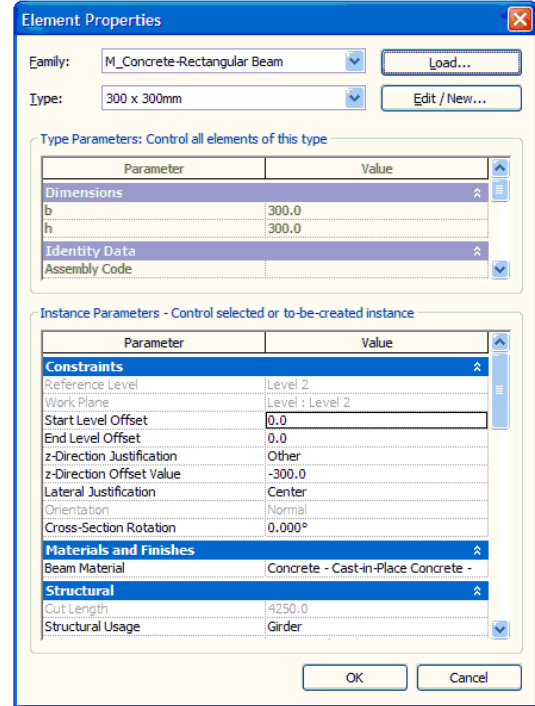 Element Properties
Family: M_Concrete-Rectangular Beam Load...
Type: 300 x 300mm Edit / New...
Type Parameters: Control all elements of this type
Parameter Value
Dimensions
b 300.0
h 300.0
Identity Data
Assembly Code
Instance Parameters - Control selected or to-be-created instance
Parameter Value
Constraints
Reference Level Level 2
Work Plane Level : Level 2
Start Level Offset 0.0
End Level Offset 0.0
z-Direction Justification Other
z-Direction Offset Value -300.0
Lateral Justification Center
Orientation Normal
Cross-Section Rotation 0.000°
Materials and Finishes
Beam Material Concrete - Cast-in-Place Concrete -
Structural
Cut Length 4250.0
Structural Usage Girder
OK Cancel